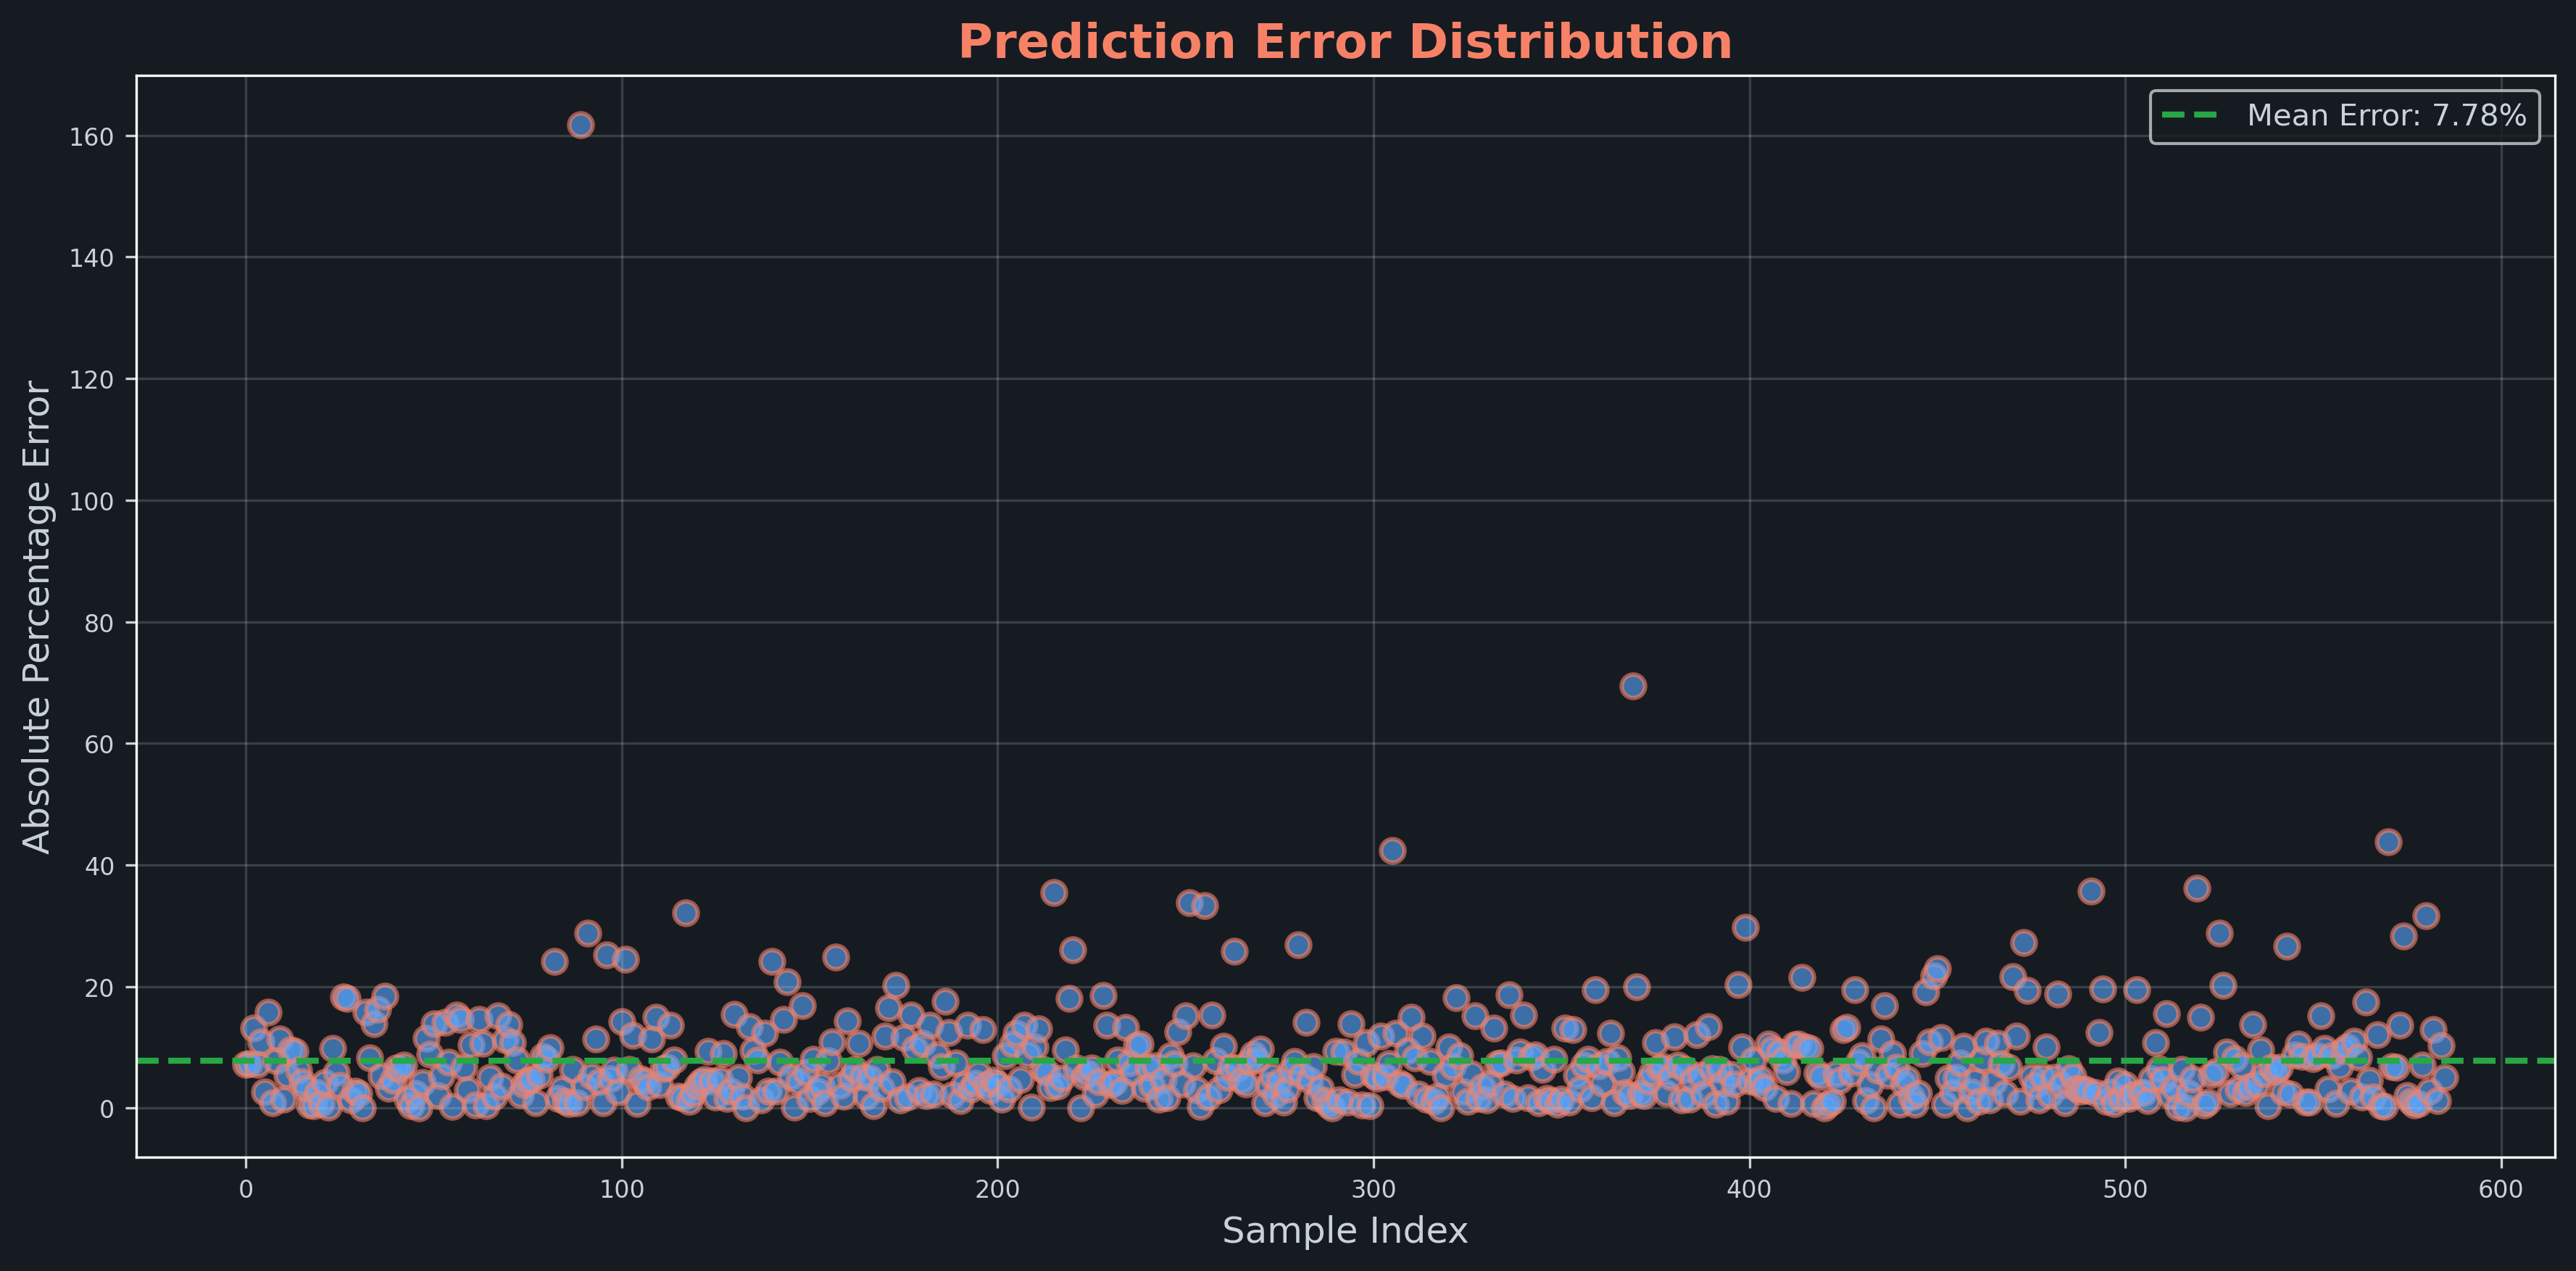 Prediction Error Distribution
Mean Error: 7.78%
Absolute Percentage Error
160
140
120
100
80
60
40
20
0
0 100 200 300 400 500 600
Sample Index